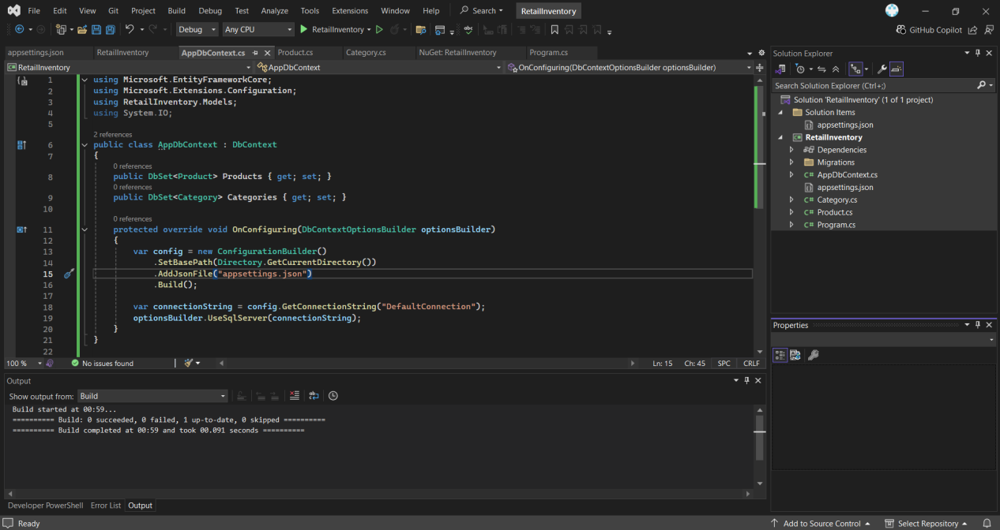 File Edit View Git Project Build Debug Test Analyze Tools Extensions Window Help Search RetailInventory
Debug Any CPU RetailInventory GitHub Copilot
appsettings.json RetailInventory AppDbContext.cs Product.cs Category.cs NuGet: RetailInventory Program.cs
RetailInventory AppDbContext OnConfiguring(DbContextOptionsBuilder optionsBuilder)
1 using Microsoft.EntityFrameworkCore;
2 using Microsoft.Extensions.Configuration;
3 using RetailInventory.Models;
4 using System.IO;
5
2 references
6 public class AppDbContext : DbContext
7 {
0 references
8 public DbSet<Product> Products { get; set; }
0 references
9 public DbSet<Category> Categories { get; set; }
10
0 references
11 protected override void OnConfiguring(DbContextOptionsBuilder optionsBuilder)
12 {
13 var config = new ConfigurationBuilder()
14 .SetBasePath(Directory.GetCurrentDirectory())
15 .AddJsonFile("appsettings.json")
16 .Build();
17
18 var connectionString = config.GetConnectionString("DefaultConnection");
19 optionsBuilder.UseSqlServer(connectionString);
20 }
21 }
22
100 % No issues found Ln: 15 Ch: 45 SPC CRLF
Output
Show output from: Build
Build started at 00:59...
========== Build: 0 succeeded, 0 failed, 1 up-to-date, 0 skipped ==========
========== Build completed at 00:59 and took 00.091 seconds ==========
Developer PowerShell Error List Output
Solution Explorer
Search Solution Explorer (Ctrl+;)
Solution 'RetailInventory' (1 of 1 project)
Solution Items
appsettings.json
RetailInventory
Dependencies
Migrations
C# AppDbContext.cs
appsettings.json
C# Category.cs
C# Product.cs
C# Program.cs
Properties
Ready Add to Source Control Select Repository